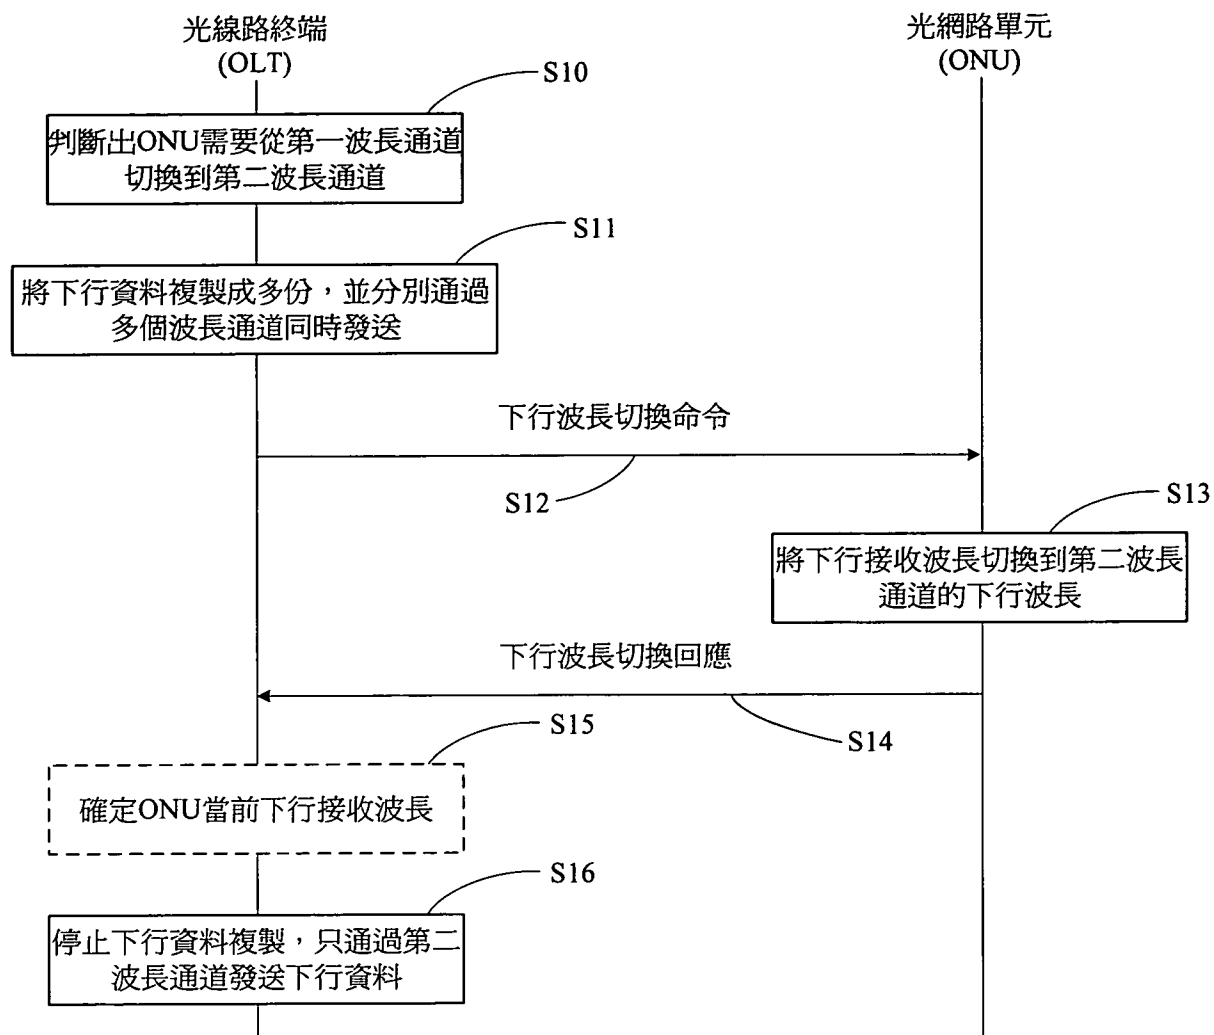 光線路終端
(OLT)
光網路單元
(ONU)
S10
判斷出ONU需要從第一波長通道
切換到第二波長通道
S11
將下行資料複製成多份，並分別通過
多個波長通道同時發送
下行波長切換命令
S12
S13
將下行接收波長切換到第二波長
通道的下行波長
下行波長切換回應
S14
S15
確定ONU當前下行接收波長
S16
停止下行資料複製，只通過第二
波長通道發送下行資料